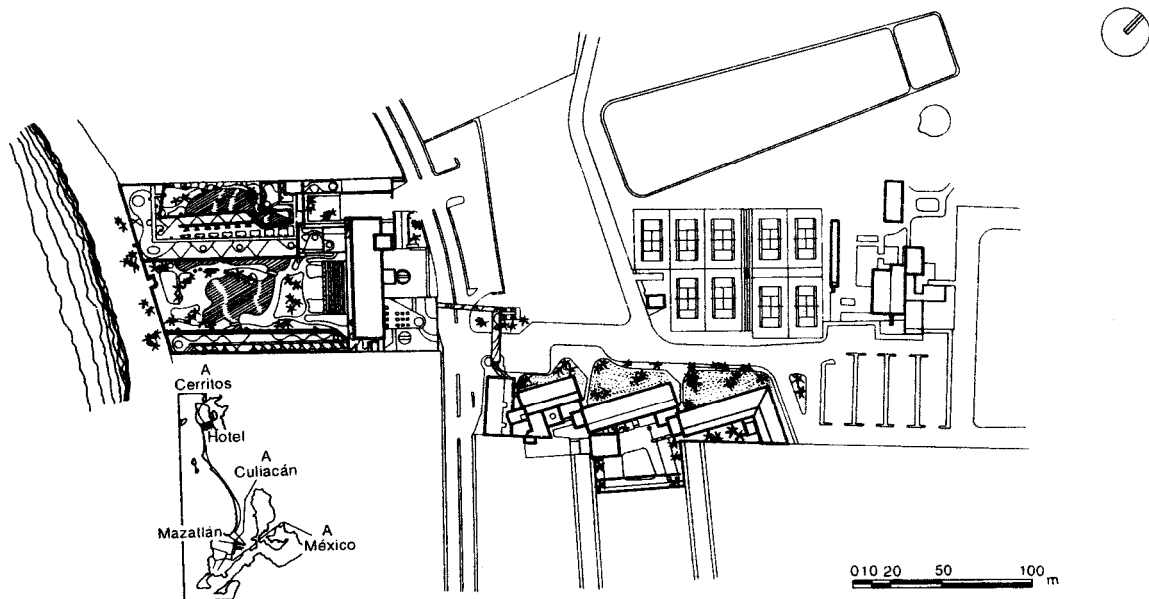 A
Cerritos
Hotel
A
Culiacán
Mazatlán
A
México
0 10 20 50 100 m